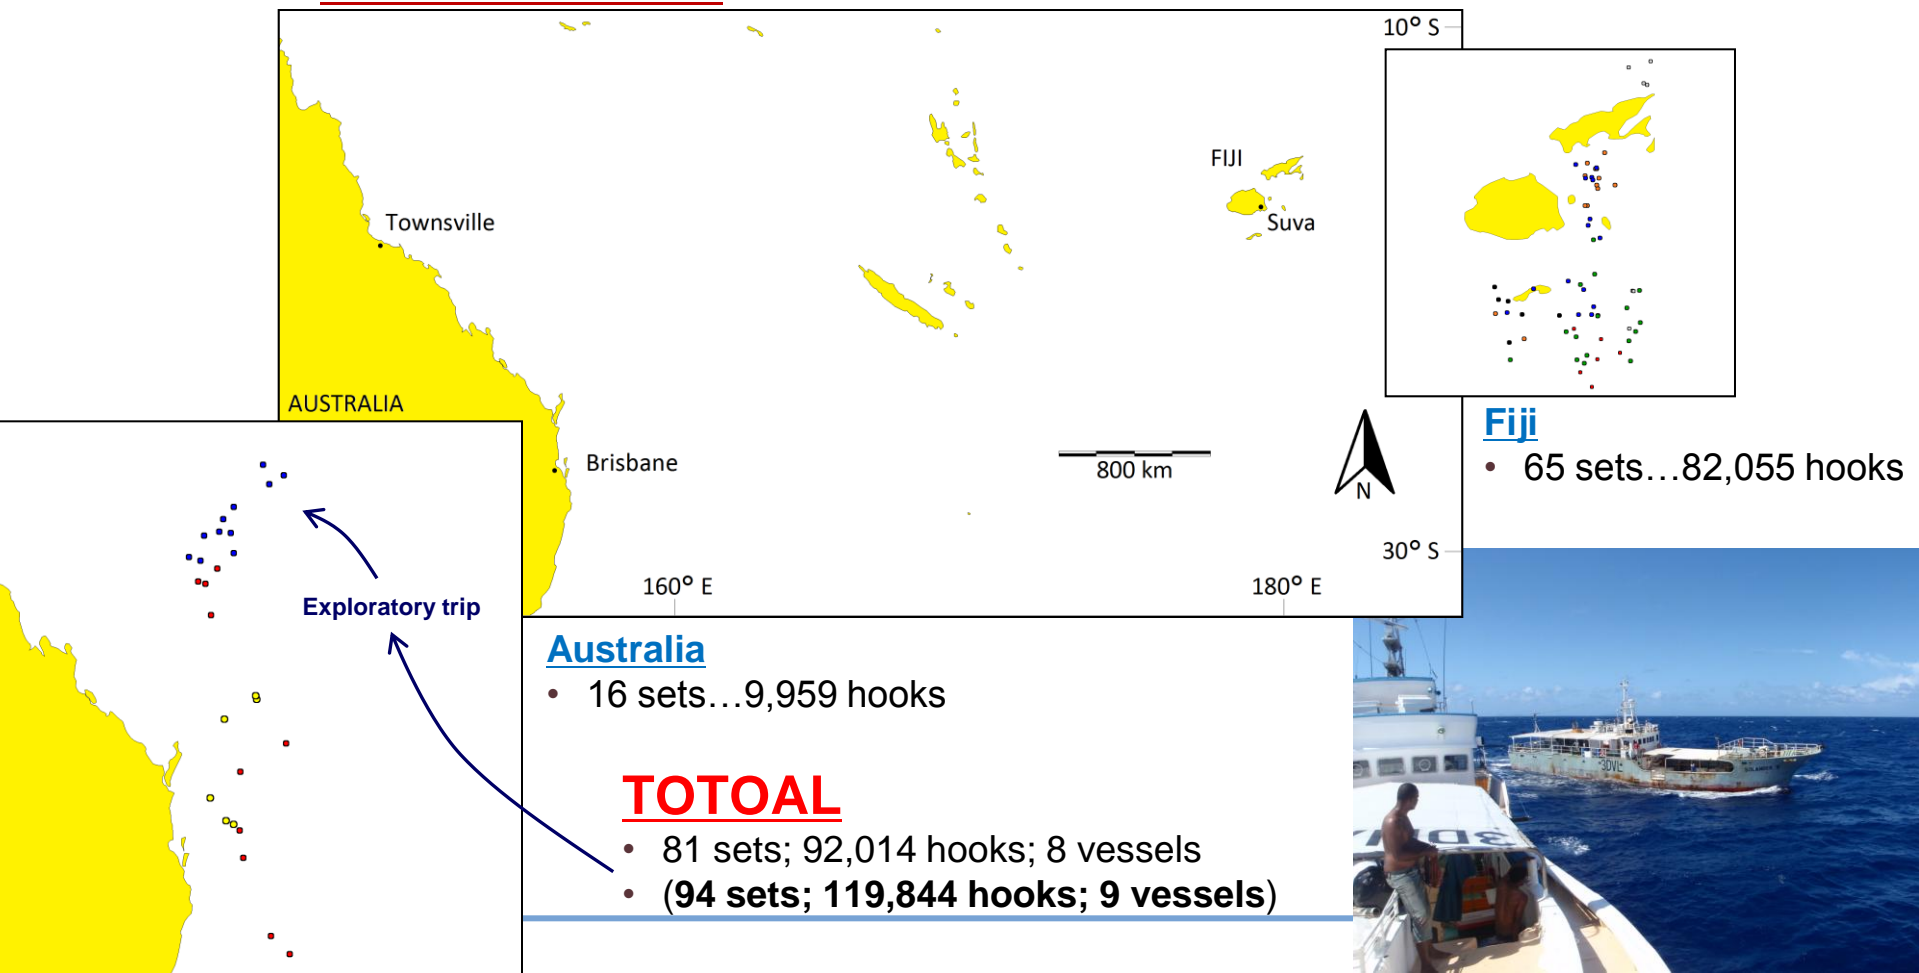 10° S
FIJI
Suva
Townsville
AUSTRALIA
Brisbane
800 km
N
30° S
160° E
180° E
Fiji
• 65 sets…82,055 hooks
Exploratory trip
Australia
• 16 sets…9,959 hooks
TOTOAL
• 81 sets; 92,014 hooks; 8 vessels
• (94 sets; 119,844 hooks; 9 vessels)
3DVL